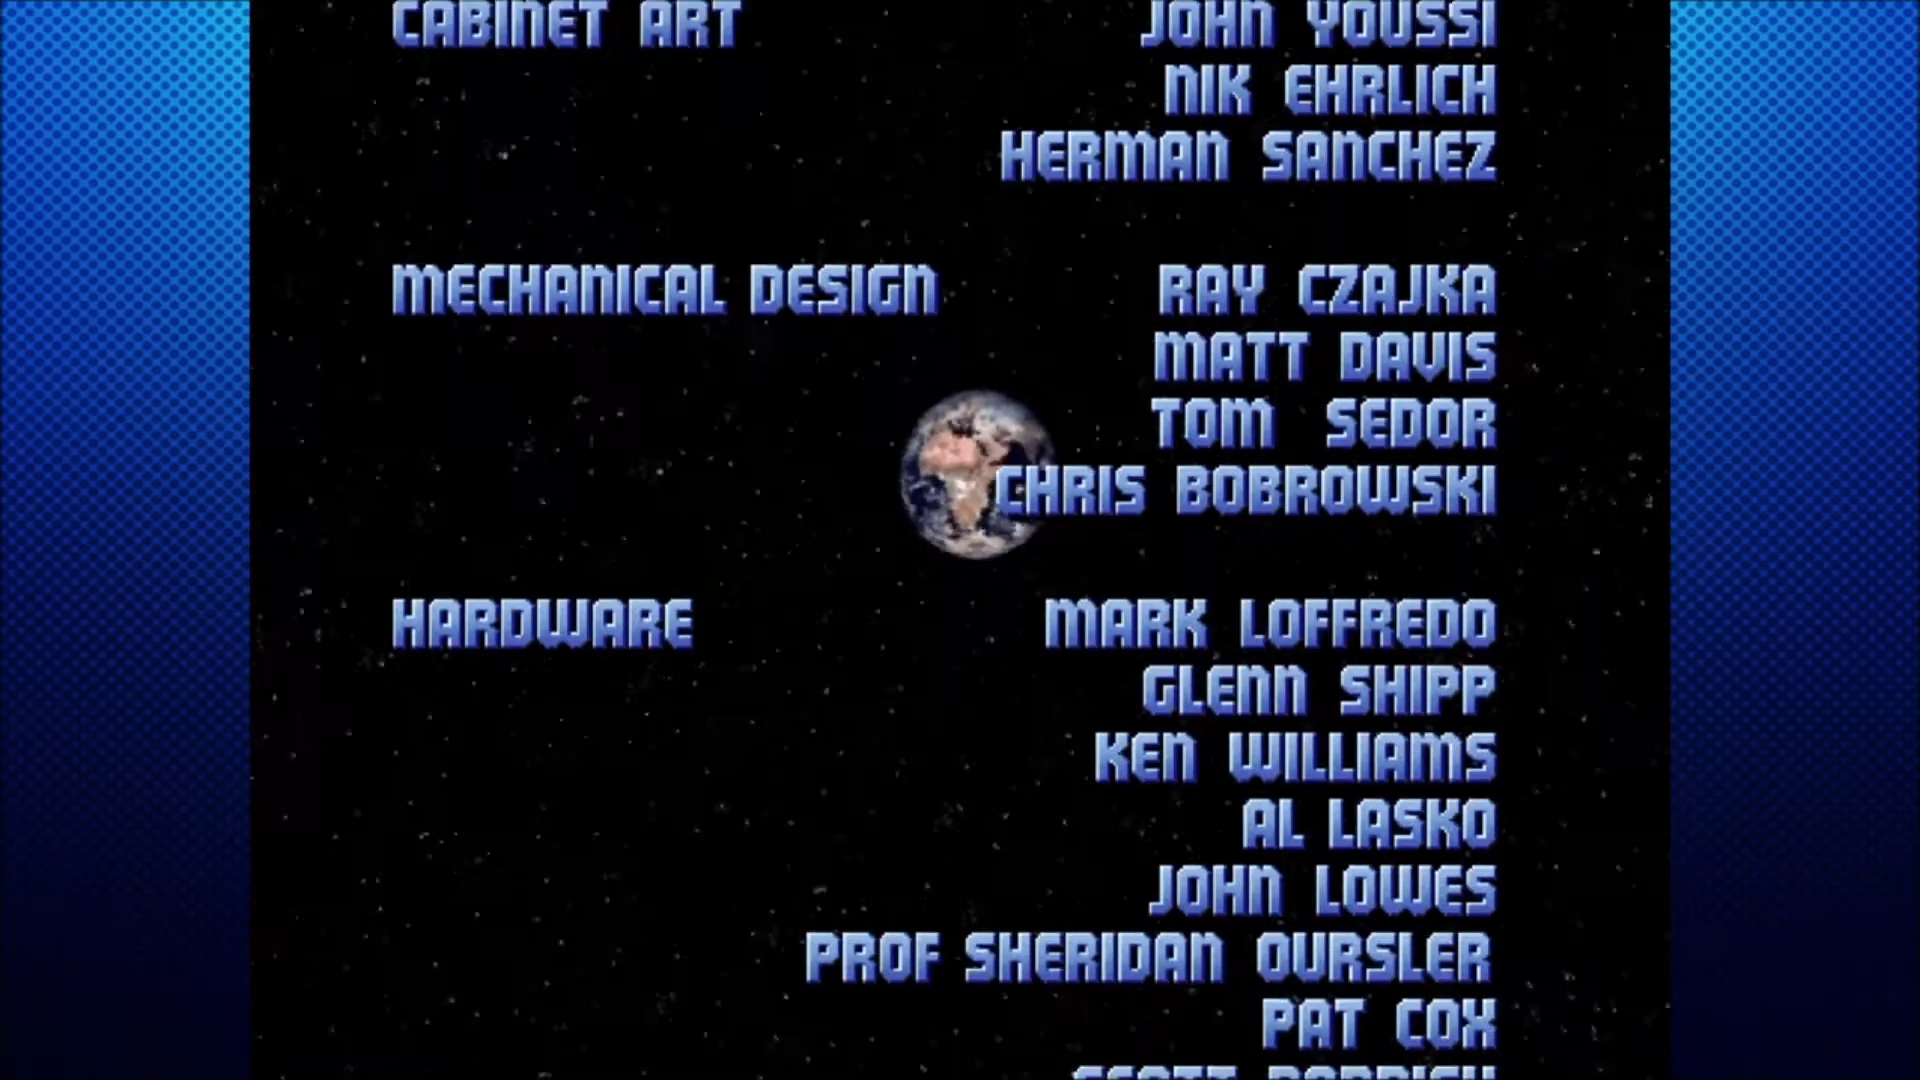 CABINET ART JOHN YOUSSI
NIK EHRLICH
HERMAN SANCHEZ
MECHANICAL DESIGN RAY CZAJKA
MATT DAVIS
TOM SEDOR
CHRIS BOBROWSKI
HARDWARE MARK LOFFREDO
GLENN SHIPP
KEN WILLIAMS
AL LASKO
JOHN LOWES
PROF SHERIDAN OURSLER
PAT COX